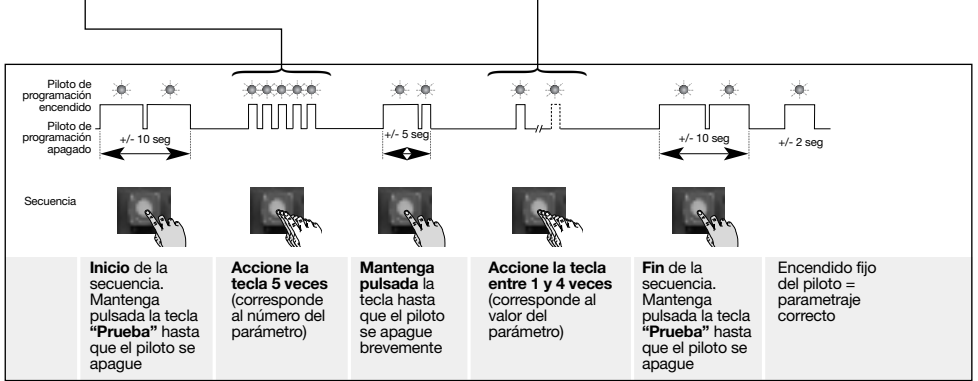 Piloto de
programación
encendido
Piloto de
programación
apagado
+/- 10 seg
+/- 5 seg
+/- 10 seg
+/- 2 seg
Secuencia
Inicio de la
secuencia.
Mantenga
pulsada la tecla
“Prueba” hasta
que el piloto se
apague
Accione la
tecla 5 veces
(corresponde
al número del
parámetro)
Mantenga
pulsada la
tecla hasta
que el piloto
se apague
brevemente
Accione la tecla
entre 1 y 4 veces
(corresponde al
valor del
parámetro)
Fin de la
secuencia.
Mantenga
pulsada la tecla
“Prueba” hasta
que el piloto se
apague
Encendido fijo
del piloto =
parametraje
correcto